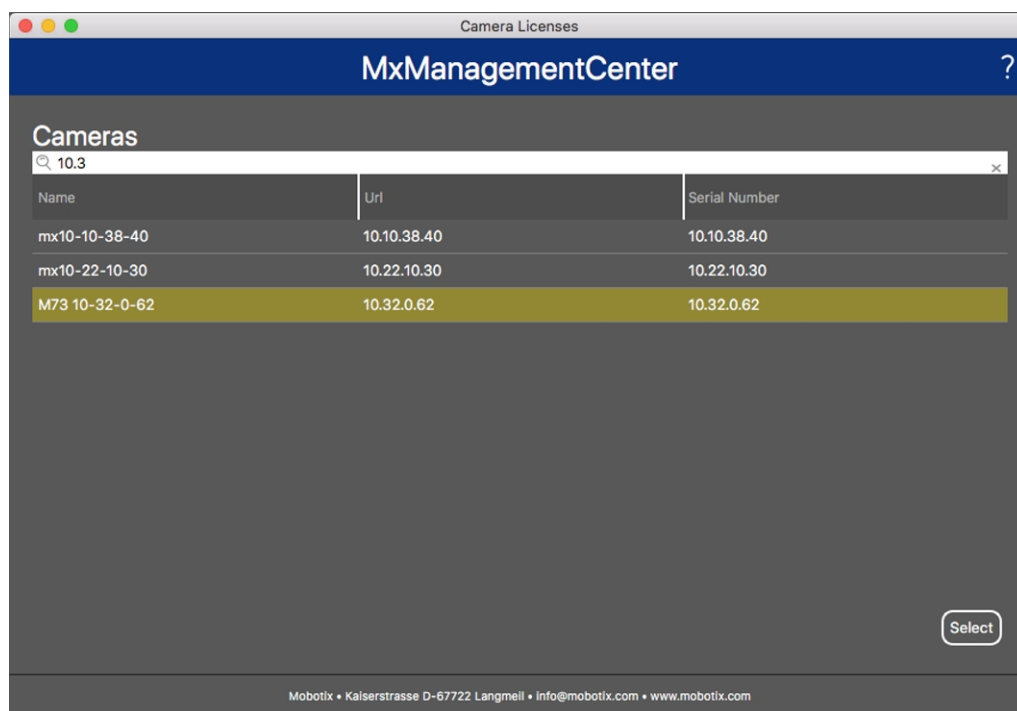 Camera Licenses
MxManagementCenter ?
Cameras
10.3 ×
Name Url Serial Number
mx10-10-38-40 10.10.38.40 10.10.38.40
mx10-22-10-30 10.22.10.30 10.22.10.30
M73 10-32-0-62 10.32.0.62 10.32.0.62
Select
Mobotix • Kaiserstrasse D-67722 Langmeil • info@mobotix.com • www.mobotix.com